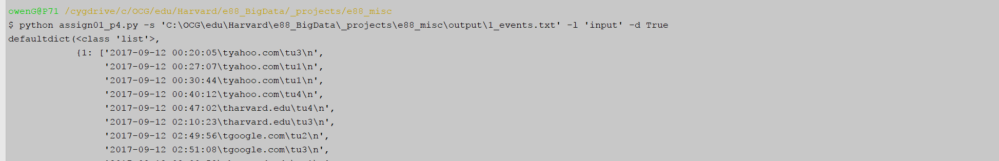 owenG@P71 /cygdrive/c/OCG/edu/Harvard/e88_BigData/_projects/e88_misc
$ python assign01_p4.py -s 'C:\OCG\edu\Harvard\e88_BigData\_projects\e88_misc\output\1_events.txt' -l 'input' -d True
defaultdict(<class 'list'>,
            {1: ['2017-09-12 00:20:05\tyahoo.com\tu3\n',
                 '2017-09-12 00:27:07\tyahoo.com\tu1\n',
                 '2017-09-12 00:30:44\tyahoo.com\tu1\n',
                 '2017-09-12 00:40:12\tyahoo.com\tu4\n',
                 '2017-09-12 00:47:02\tharvard.edu\tu4\n',
                 '2017-09-12 02:10:23\tharvard.edu\tu3\n',
                 '2017-09-12 02:49:56\tgoogle.com\tu2\n',
                 '2017-09-12 02:51:08\tgoogle.com\tu3\n',